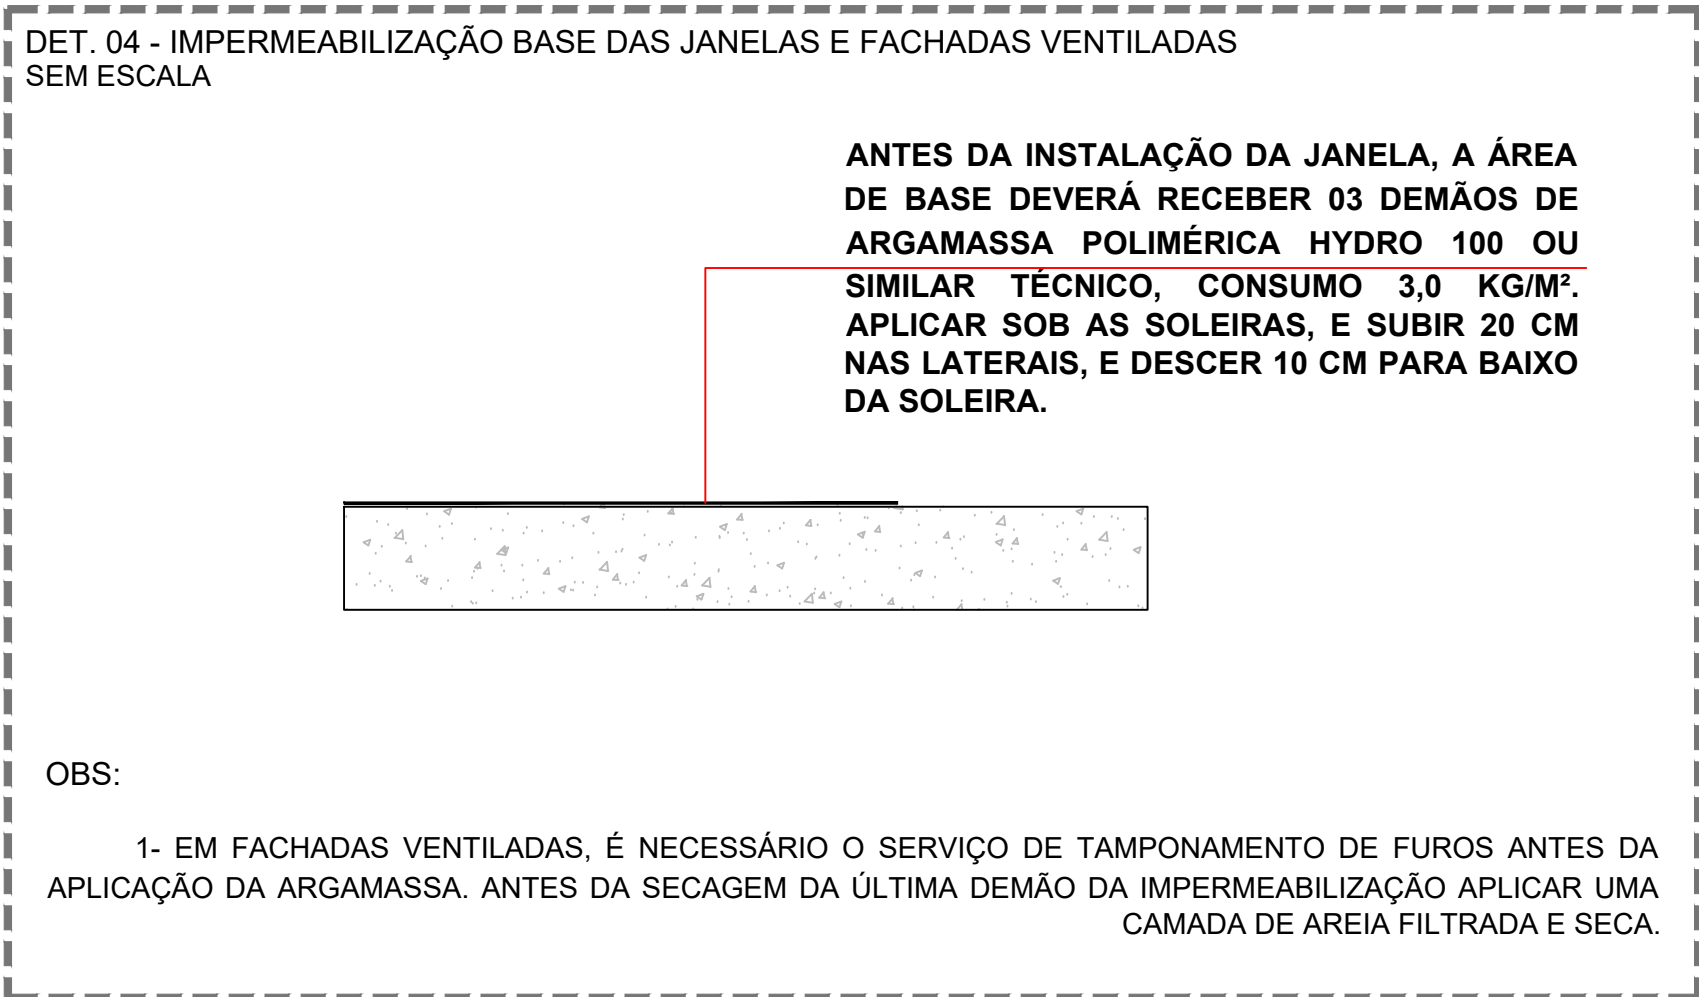 DET. 04 - IMPERMEABILIZAÇÃO BASE DAS JANELAS E FACHADAS VENTILADAS
SEM ESCALA
ANTES DA INSTALAÇÃO DA JANELA, A ÁREA
DE BASE DEVERÁ RECEBER 03 DEMÃOS DE
ARGAMASSA POLIMÉRICA HYDRO 100 OU
SIMILAR TÉCNICO, CONSUMO 3,0 KG/M².
APLICAR SOB AS SOLEIRAS, E SUBIR 20 CM
NAS LATERAIS, E DESCER 10 CM PARA BAIXO
DA SOLEIRA.
OBS:
1- EM FACHADAS VENTILADAS, É NECESSÁRIO O SERVIÇO DE TAMPONAMENTO DE FUROS ANTES DA
APLICAÇÃO DA ARGAMASSA. ANTES DA SECAGEM DA ÚLTIMA DEMÃO DA IMPERMEABILIZAÇÃO APLICAR UMA
CAMADA DE AREIA FILTRADA E SECA.